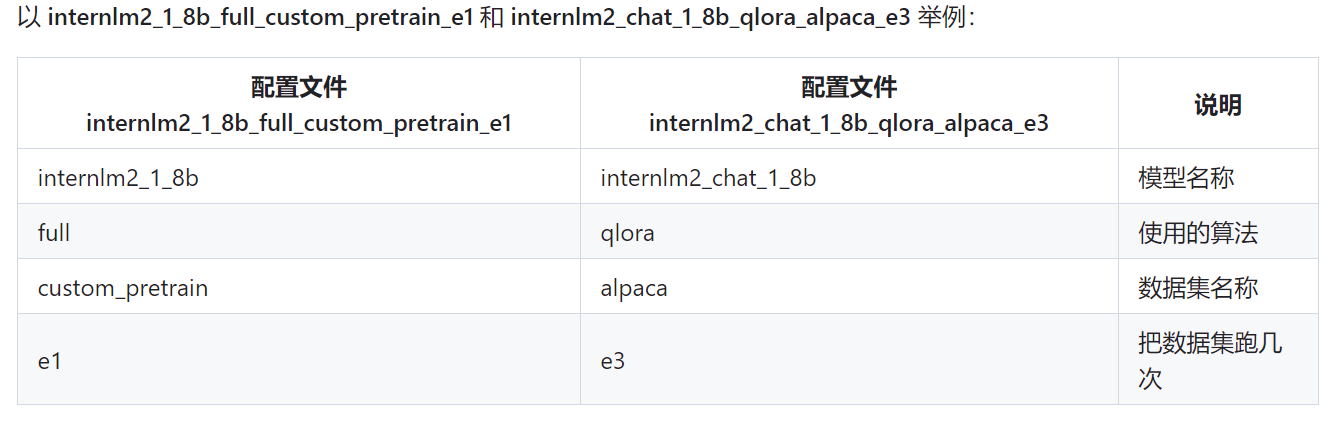 以 internlm2_1_8b_full_custom_pretrain_e1 和 internlm2_chat_1_8b_qlora_alpaca_e3 举例：
配置文件
internlm2_1_8b_full_custom_pretrain_e1
配置文件
internlm2_chat_1_8b_qlora_alpaca_e3
说明
internlm2_1_8b
internlm2_chat_1_8b
模型名称
full
qlora
使用的算法
custom_pretrain
alpaca
数据集名称
e1
e3
把数据集跑几
次